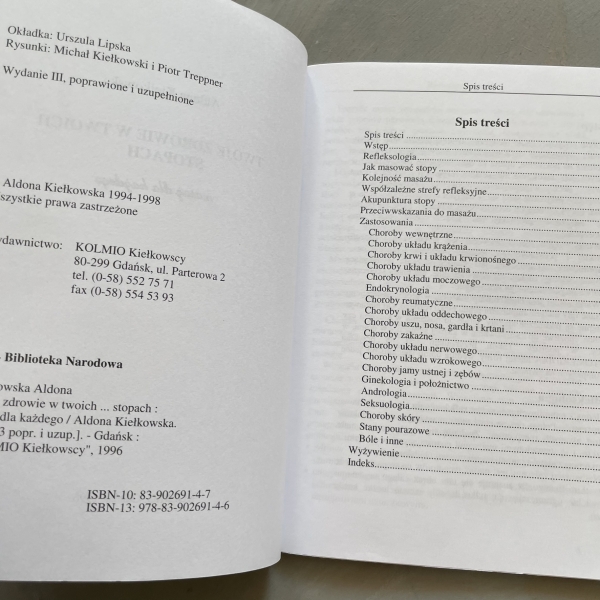 Okładka: Urszula Lipska
Rysunki: Michał Kiełkowski i Piotr Treppner
Wydanie III, poprawione i uzupełnione
Aldona Kiełkowska 1994-1998
szystkie prawa zastrzeżone
ydawnictwo: KOLMIO Kiełkowscy
80-299 Gdańsk, ul. Parterowa 2
tel. (0-58) 552 75 71
fax (0-58) 554 53 93
- Biblioteka Narodowa
owska Aldona
zdrowie w twoich ... stopach :
dla każdego / Aldona Kiełkowska.
3 popr. i uzup.]. - Gdańsk :
MIO Kiełkowscy", 1996
ISBN-10: 83-902691-4-7
ISBN-13: 978-83-902691-4-6
Spis treści
Spis treści
Spis treści
Wstęp
Refleksologia
Jak masować stopy
Kolejność masażu
Współzależne strefy refleksyjne
Akupunktura stopy
Przeciwwskazania do masażu
Zastosowania
Choroby wewnętrzne
Choroby układu krążenia
Choroby krwi i układu krwionośnego
Choroby układu trawienia
Choroby układu moczowego
Endokrynologia
Choroby reumatyczne
Choroby układu oddechowego
Choroby uszu, nosa, gardła i krtani
Choroby zakaźne
Choroby układu nerwowego
Choroby układu wzrokowego
Choroby jamy ustnej i zębów
Ginekologia i położnictwo
Andrologia
Seksuologia
Choroby skóry
Stany pourazowe
Bóle i inne
Wyżywienie
Indeks